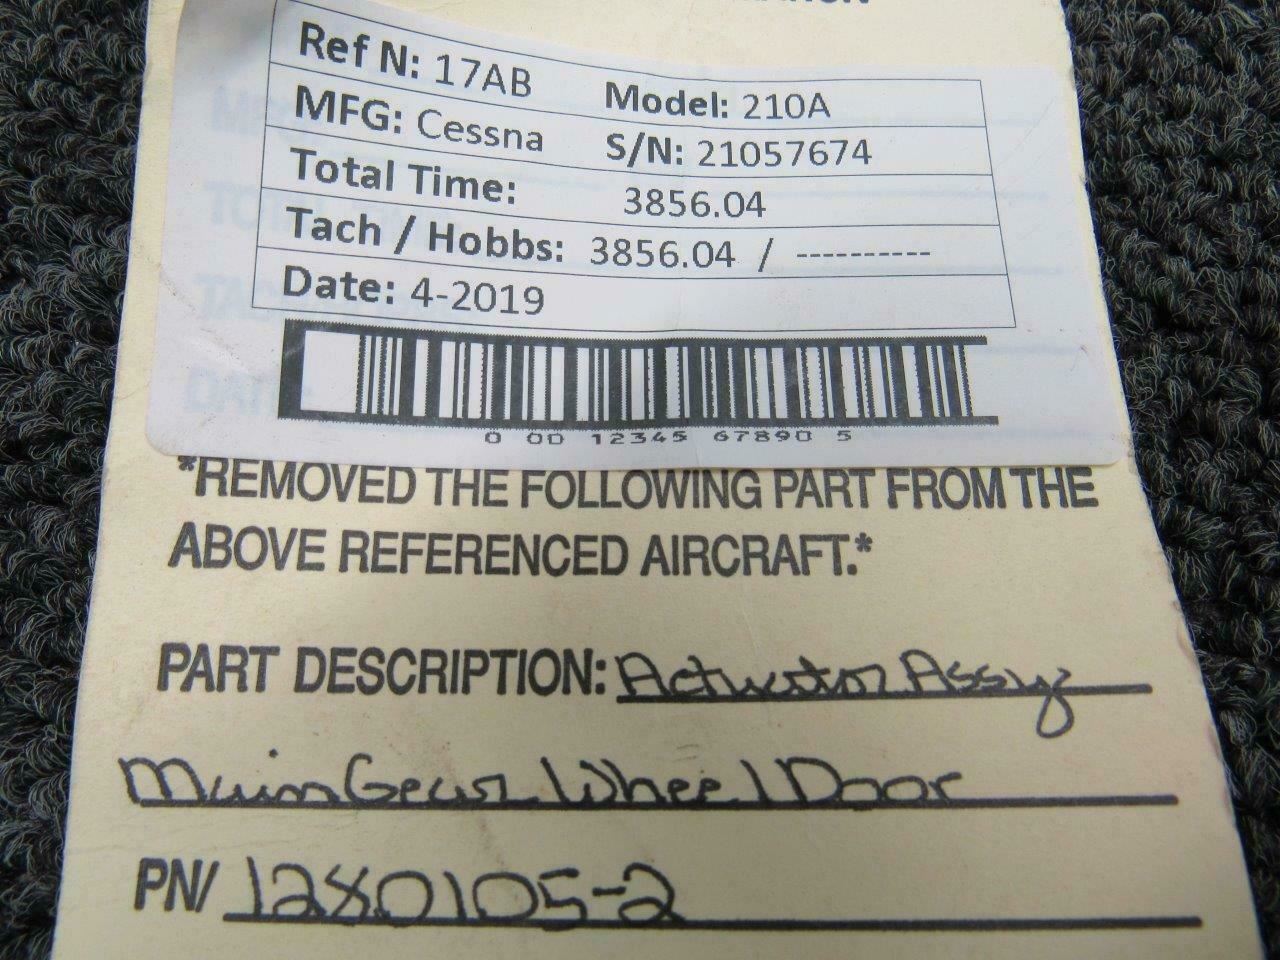 Ref N: 17AB Model: 210A
MFG: Cessna S/N: 21057674
Total Time: 3856.04
Tach / Hobbs: 3856.04 / -----------
Date: 4-2019
0 00 12345 67890 5
*REMOVED THE FOLLOWING PART FROM THE
ABOVE REFERENCED AIRCRAFT.*
PART DESCRIPTION: Actuator Assy
Main Gear Wheel Door
PN/ 1280105-2